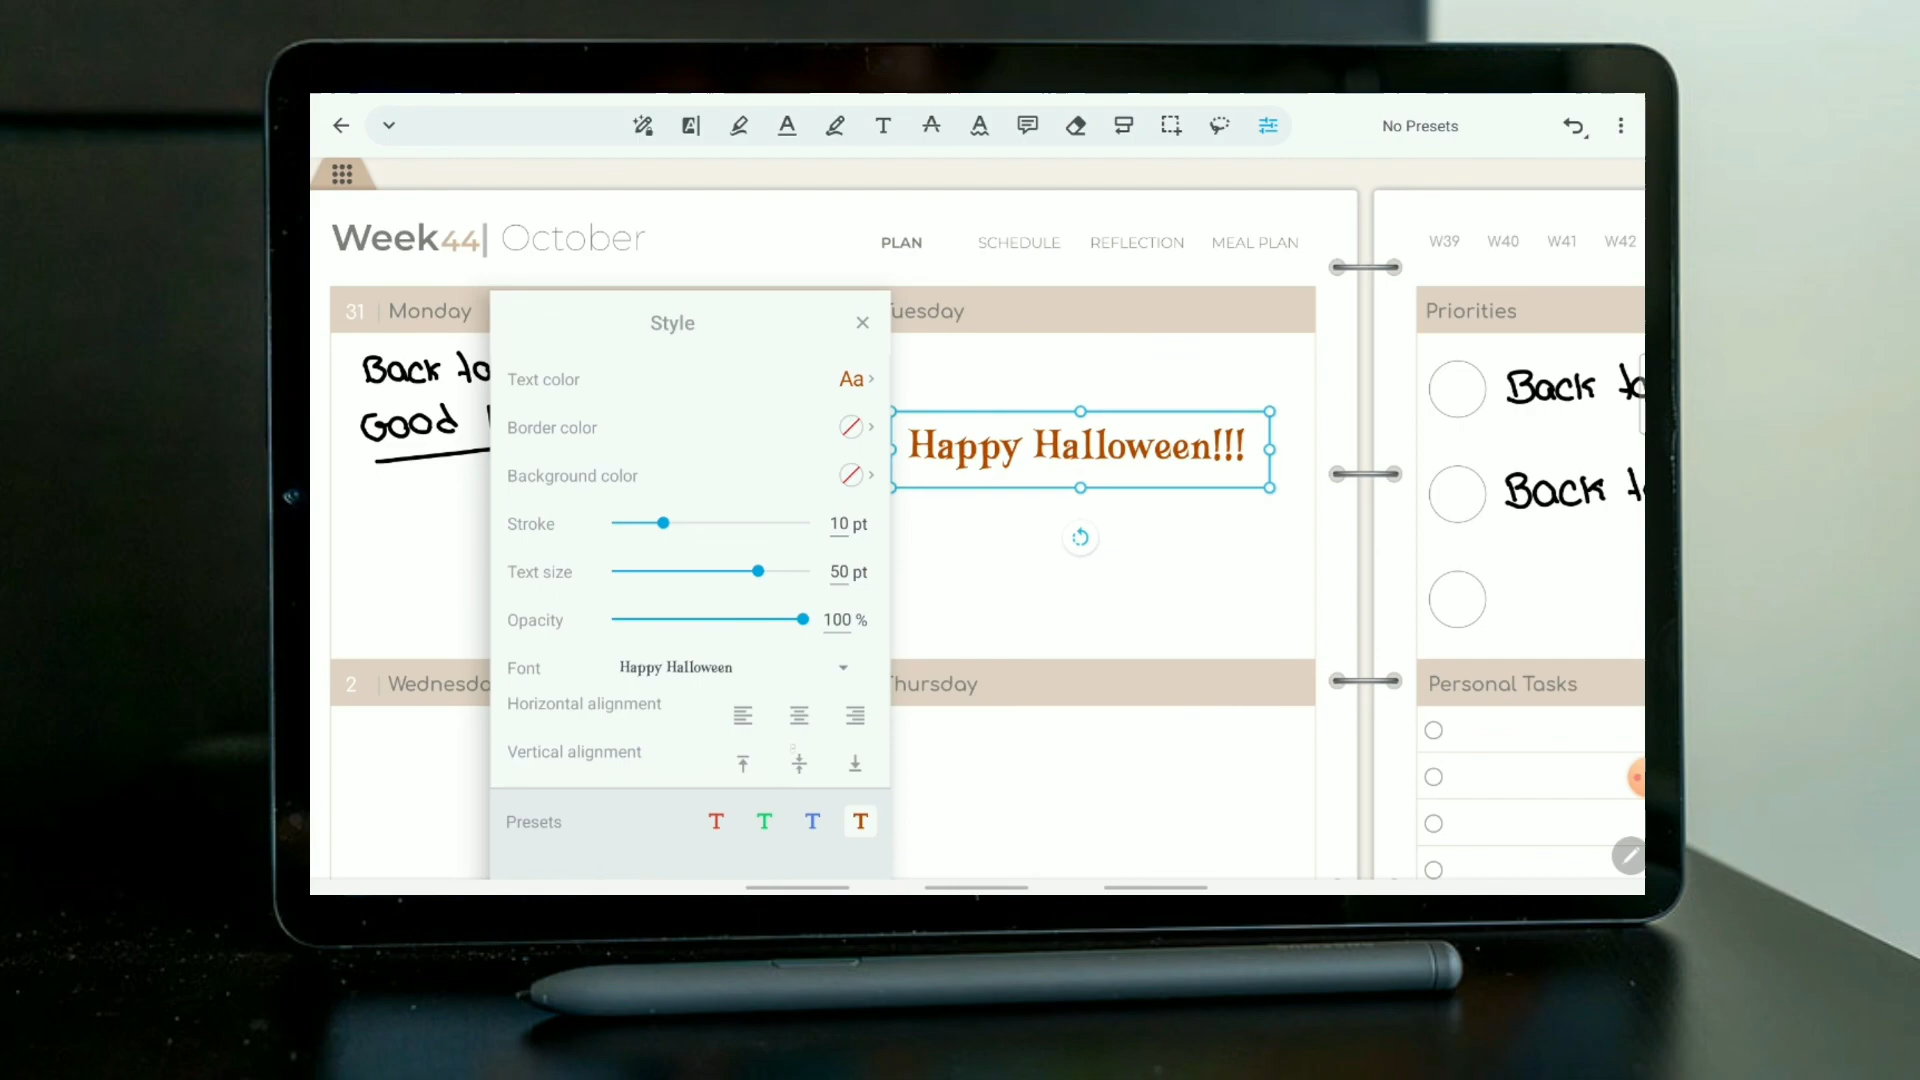 No Presets
Week44| October
PLAN SCHEDULE REFLECTION MEAL PLAN
W39 W40 W41 W42
31 | Monday
uesday
Priorities
Back to
Good
Happy Halloween!!!
Back to
Back
Style
Text color Aa
Border color
Background color
Stroke 10 pt
Text size 50 pt
Opacity 100 %
Font Happy Halloween
Horizontal alignment
Vertical alignment
Presets T T T T
2 | Wednesda
hursday
Personal Tasks